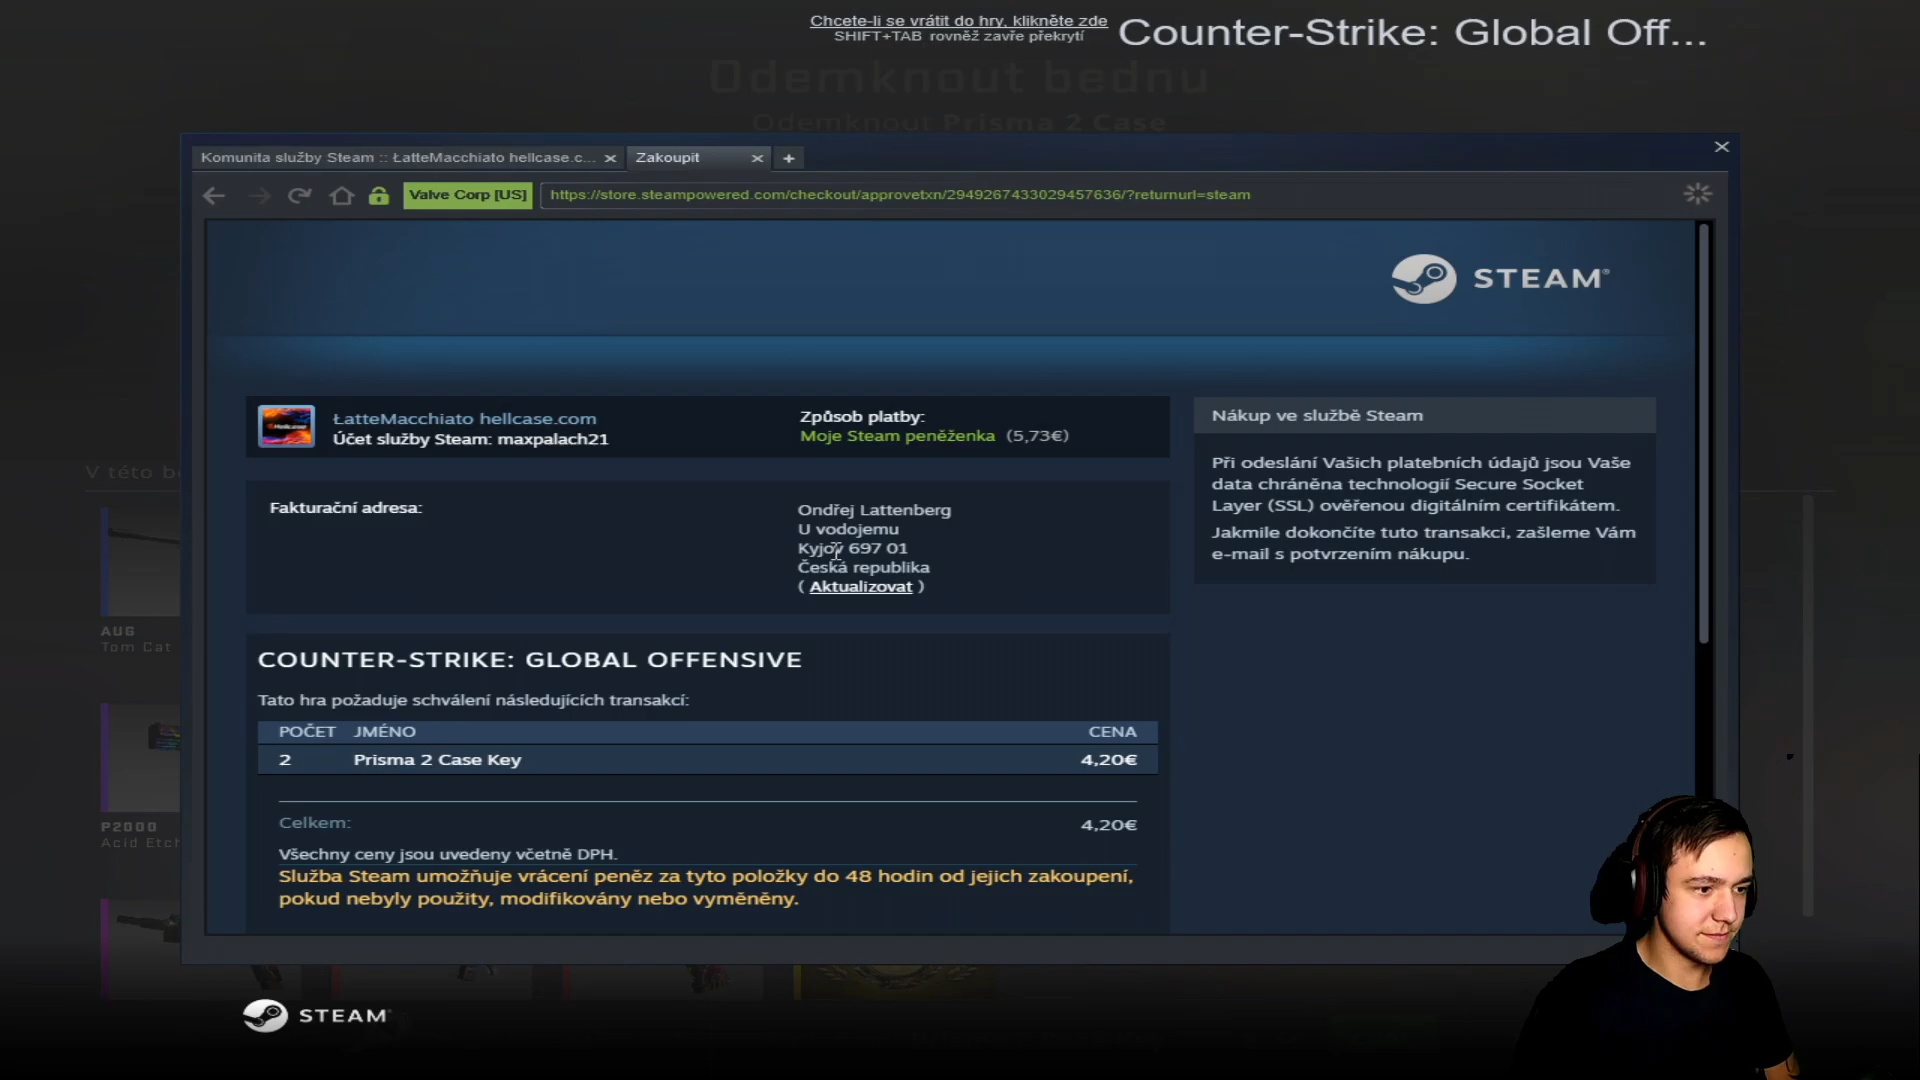 Chcete-li se vrátit do hry, klikněte zde
SHIFT+TAB rovněž zavře překrytí
Counter-Strike: Global Off...
Odemknout bednu
Odemknout Prisma 2 Case
Komunita služby Steam :: ŁatteMacchiato hellcase.c...
Zakoupit
Valve Corp [US]
https://store.steampowered.com/checkout/approvetxn/2949267433029457636/?returnurl=steam
STEAM®
ŁatteMacchiato hellcase.com
Účet služby Steam: maxpalach21
Způsob platby:
Moje Steam peněženka (5,73€)
Nákup ve službě Steam
Při odeslání Vašich platebních údajů jsou Vaše
data chráněna technologií Secure Socket
Layer (SSL) ověřenou digitálním certifikátem.
Jakmile dokončíte tuto transakci, zašleme Vám
e-mail s potvrzením nákupu.
Fakturační adresa:
Ondřej Lattenberg
U vodojemu
Kyjov 697 01
Česká republika
( Aktualizovat )
V této be
AUG
Tom Cat
P2000
Acid Etch
COUNTER-STRIKE: GLOBAL OFFENSIVE
Tato hra požaduje schválení následujících transakcí:
POČET JMÉNO CENA
2 Prisma 2 Case Key 4,20€
Celkem: 4,20€
Všechny ceny jsou uvedeny včetně DPH.
Služba Steam umožňuje vrácení peněz za tyto položky do 48 hodin od jejich zakoupení,
pokud nebyly použity, modifikovány nebo vyměněny.
STEAM